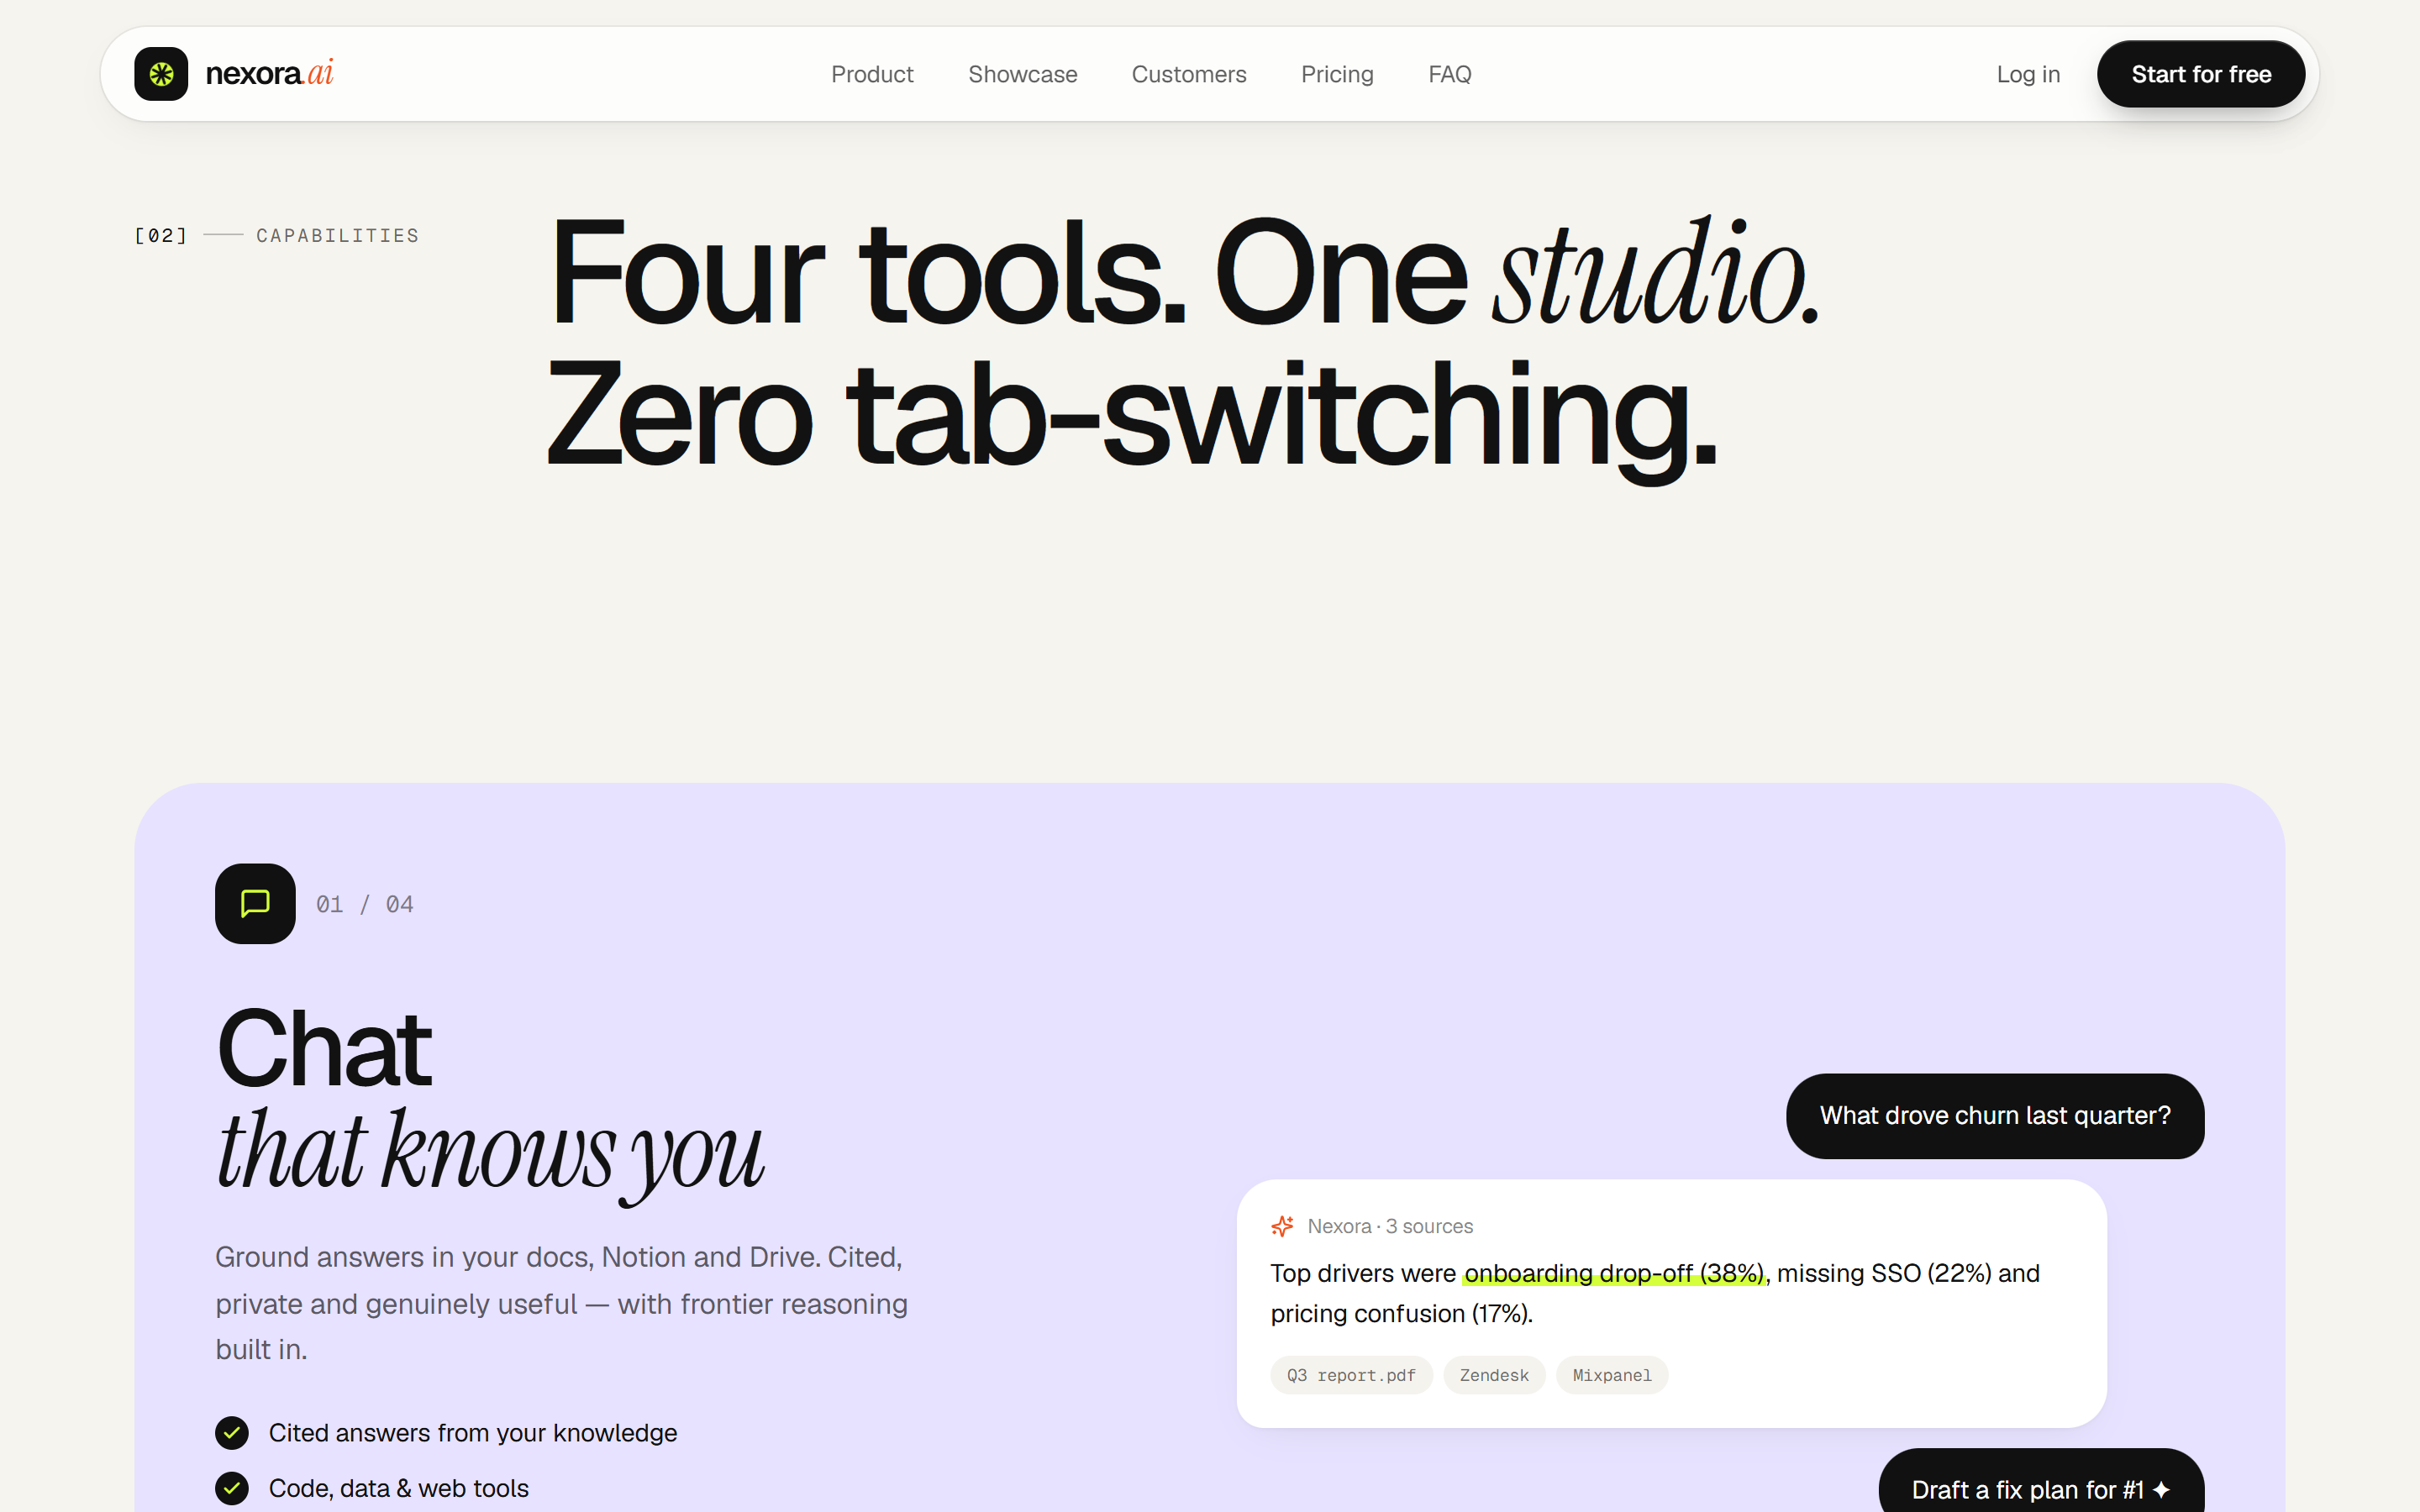 nexora.ai
Product
Showcase
Customers
Pricing
FAQ
Log in
Start for free
[02] CAPABILITIES
Four tools. One studio.
Zero tab-switching.
01 / 04
Chat
that knows you
Ground answers in your docs, Notion and Drive. Cited,
private and genuinely useful — with frontier reasoning
built in.
Cited answers from your knowledge
Code, data & web tools
What drove churn last quarter?
Nexora · 3 sources
Top drivers were onboarding drop-off (38%), missing SSO (22%) and
pricing confusion (17%).
Q3 report.pdf
Zendesk
Mixpanel
Draft a fix plan for #1 ✦